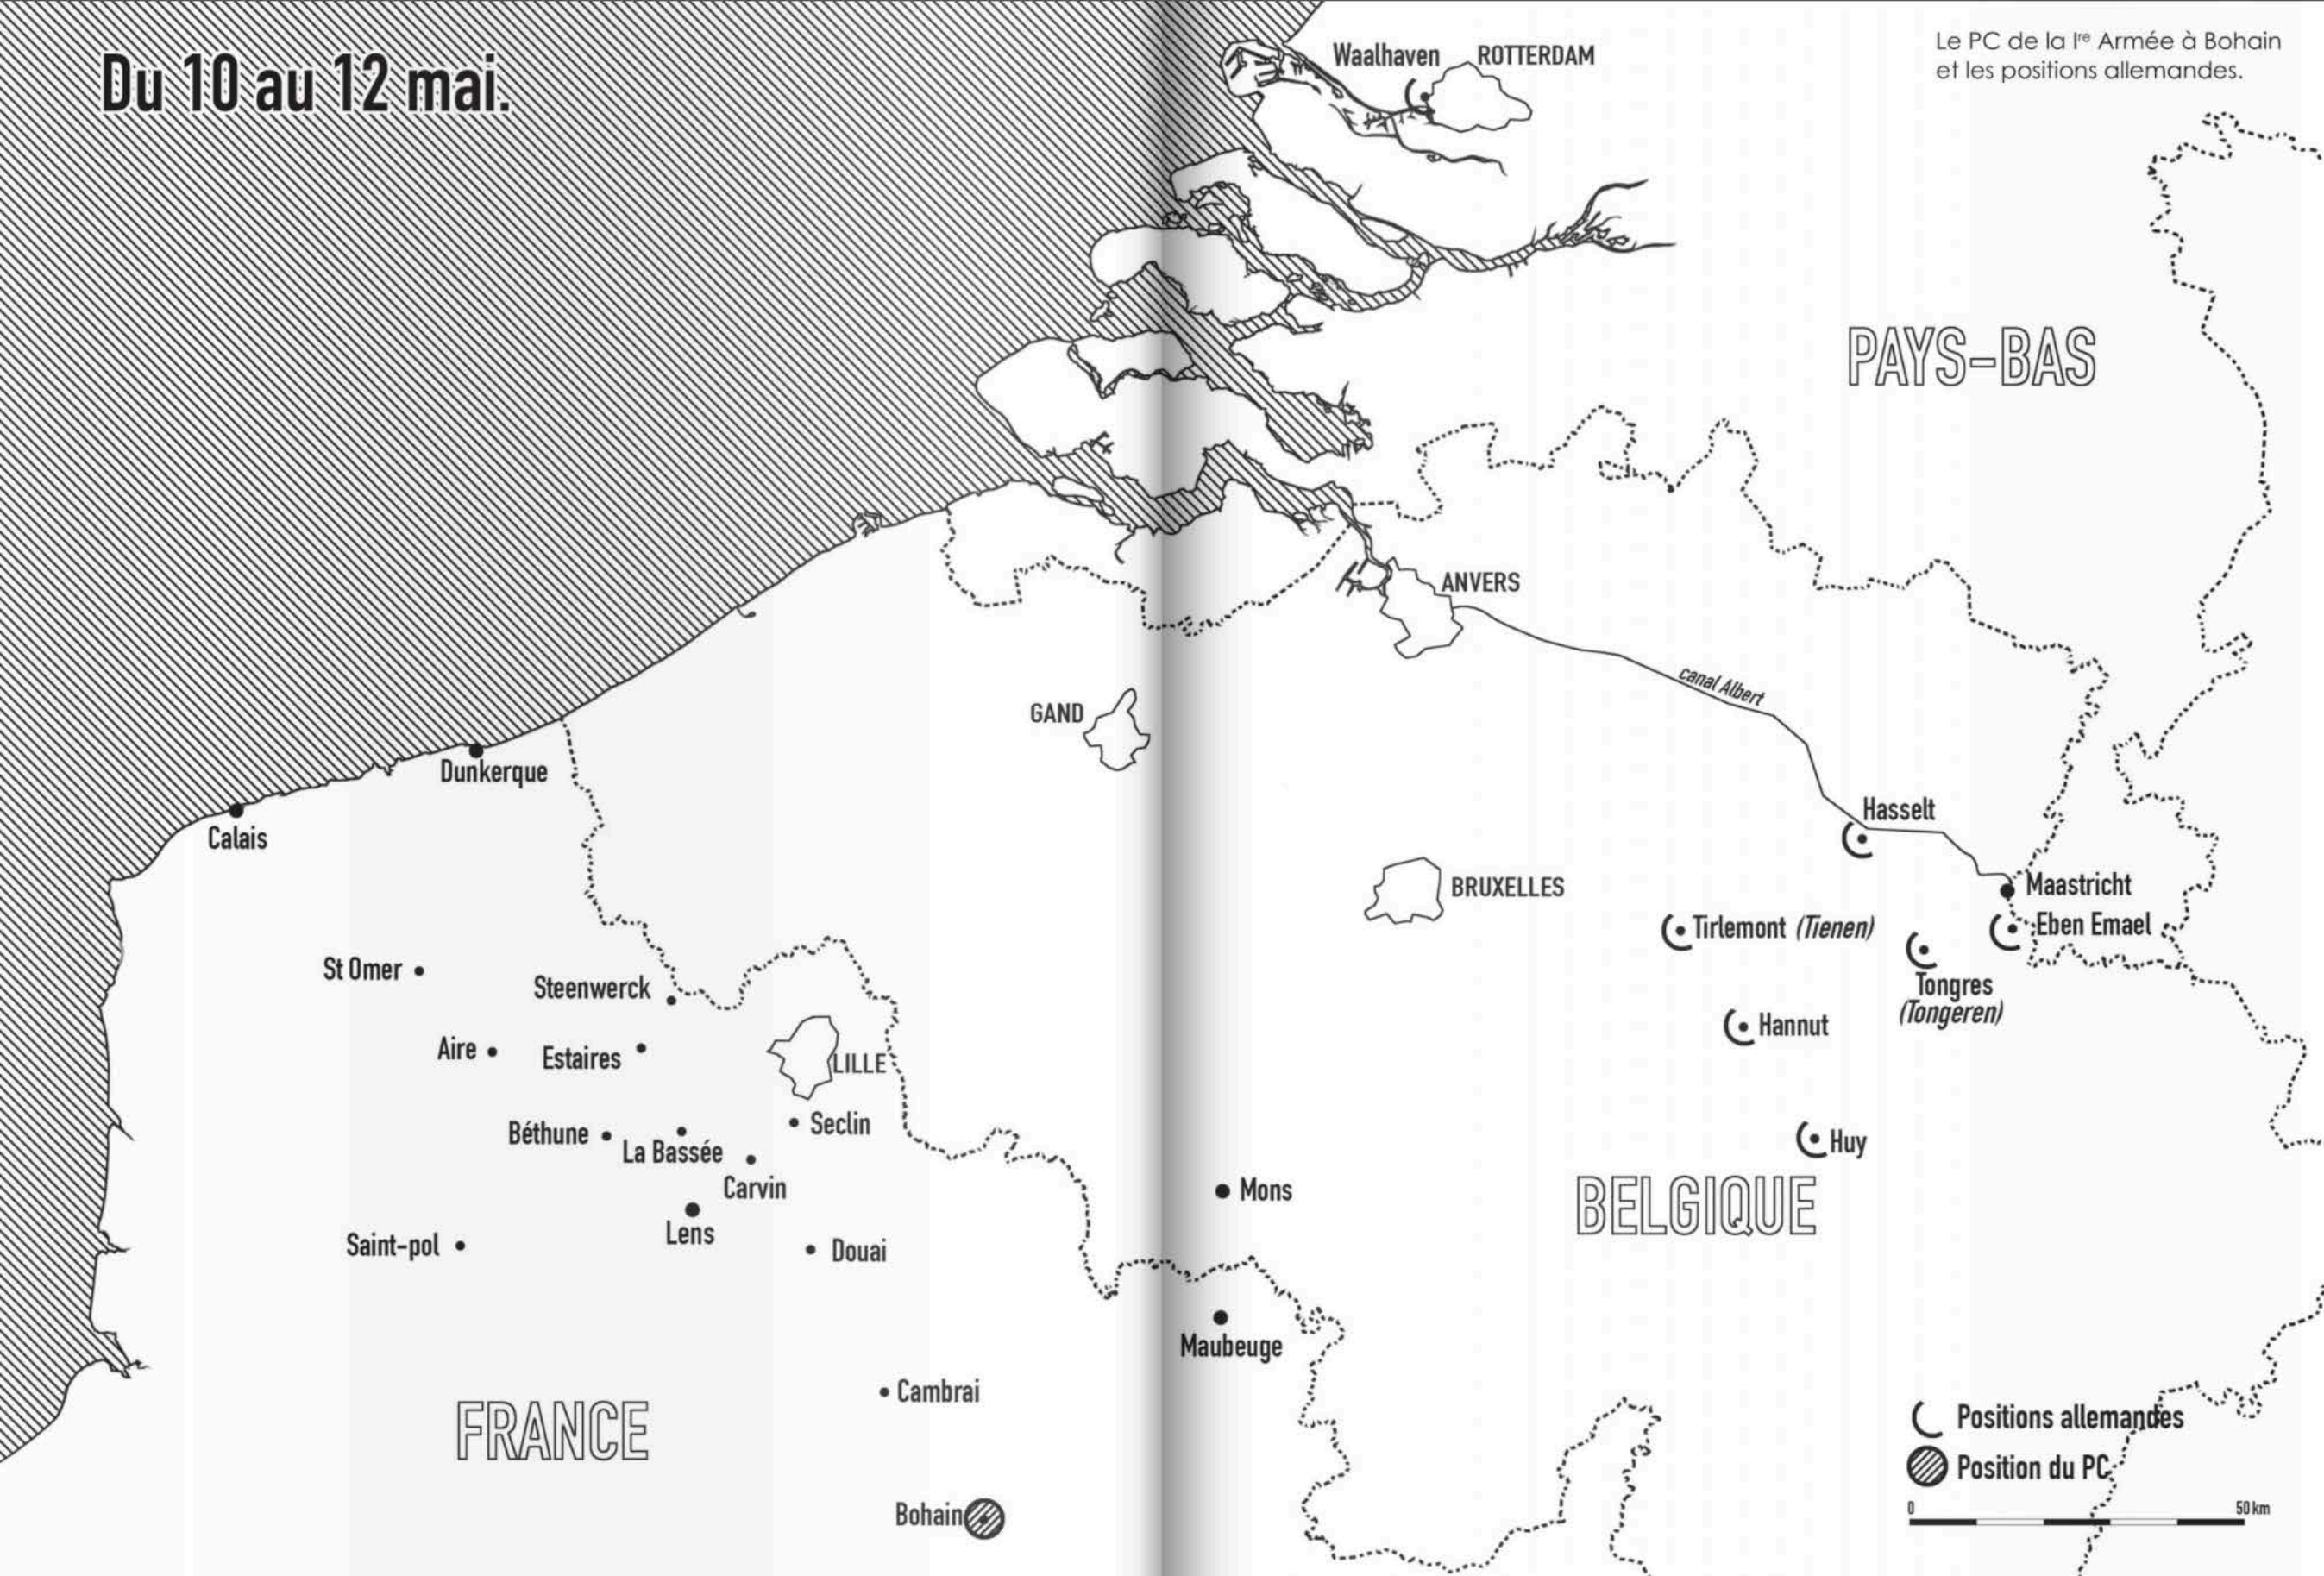 Du 10 au 12 mai.
Le PC de la Iʳᵉ Armée à Bohain
et les positions allemandes.
Waalhaven
ROTTERDAM
PAYS-BAS
ANVERS
canal Albert
GAND
Dunkerque
Calais
Hasselt
BRUXELLES
Maastricht
Eben Emael
Tirlemont (Tienen)
Tongres
(Tongeren)
St Omer
Steenwerck
Hannut
Aire
Estaires
LILLE
Béthune
La Bassée
Seclin
Huy
Carvin
Mons
BELGIQUE
Lens
Saint-pol
Douai
Maubeuge
Cambrai
FRANCE
Bohain
Positions allemandes
Position du PC
0
50 km